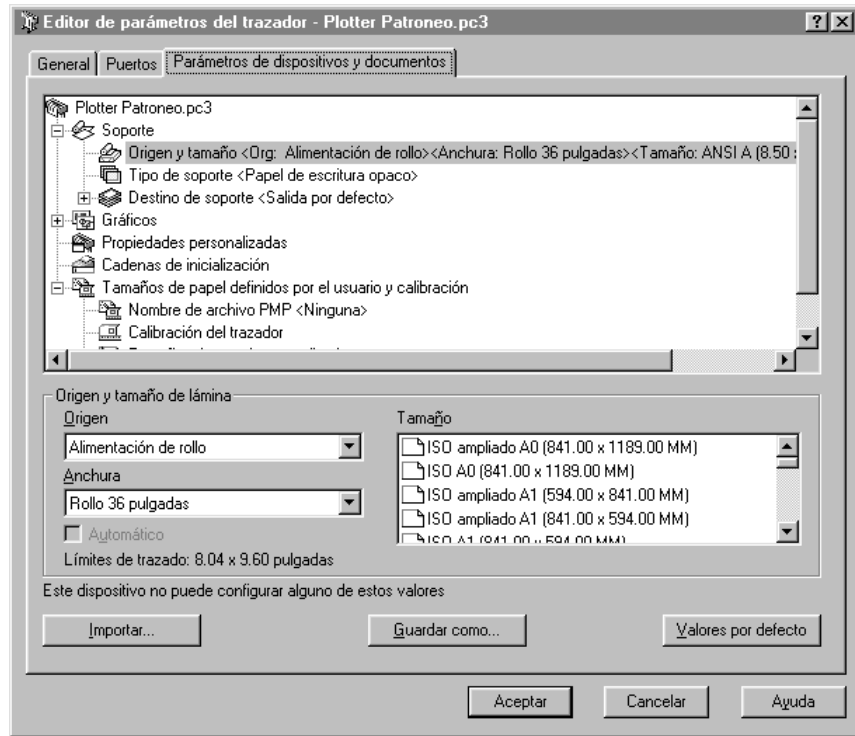 Editor de parámetros del trazador - Plotter Patroneo.pc3
General
Puertos
Parámetros de dispositivos y documentos
Plotter Patroneo.pc3
Soporte
Origen y tamaño <Org: Alimentación de rollo><Anchura: Rollo 36 pulgadas><Tamaño: ANSI A (8.50
Tipo de soporte <Papel de escritura opaco>
Destino de soporte <Salida por defecto>
Gráficos
Propiedades personalizadas
Cadenas de inicialización
Tamaños de papel definidos por el usuario y calibración
Nombre de archivo PMP <Ninguna>
Calibración del trazador
Origen y tamaño de lámina
Origen
Alimentación de rollo
Anchura
Rollo 36 pulgadas
Automático
Límites de trazado: 8.04 x 9.60 pulgadas
Tamaño
ISO ampliado A0 (841.00 x 1189.00 MM)
ISO A0 (841.00 x 1189.00 MM)
ISO ampliado A1 (594.00 x 841.00 MM)
ISO ampliado A1 (841.00 x 594.00 MM)
ISO A1 (841.00 x 594.00 MM)
Este dispositivo no puede configurar alguno de estos valores
Importar...
Guardar como...
Valores por defecto
Aceptar
Cancelar
Ayuda